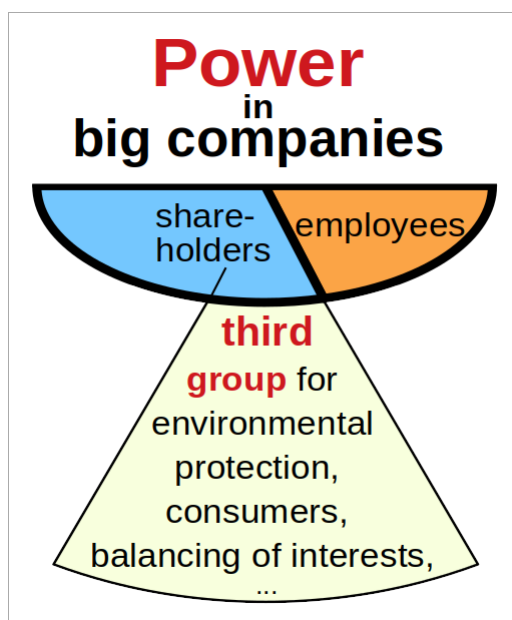 Power
in
big companies
share-
holders
employees
third
group for
environmental
protection,
consumers,
balancing of interests,
...